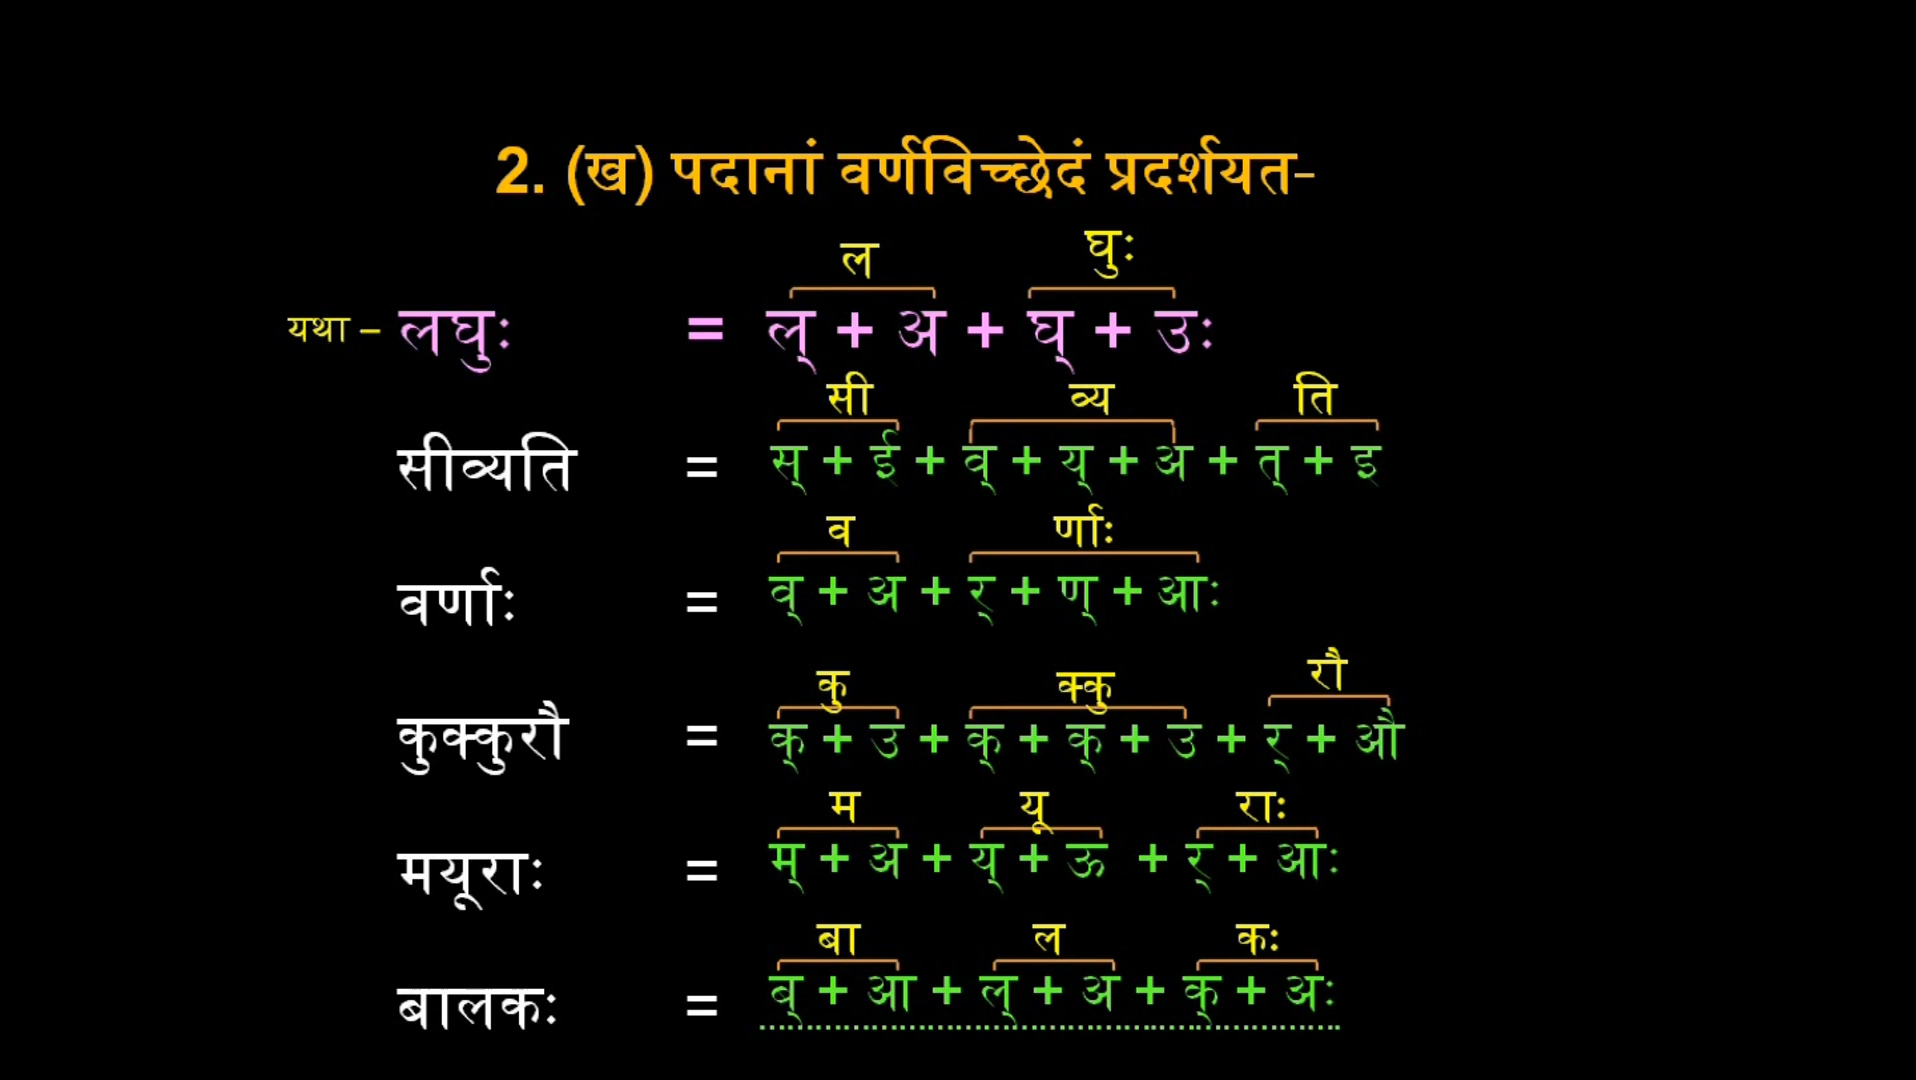 2. (ख) पदानां वर्णविच्छेदं प्रदर्शयत-
ल घुः
यथा – लघुः = ल् + अ + घ् + उः
सी व्य ति
सीव्यति = स् + ई + व् + य् + अ + त् + इ
व र्णाः
वर्णाः = व् + अ + र् + ण् + आः
कु क्कु रौ
कुक्कुरौ = क् + उ + क् + क् + उ + र् + औ
म यू राः
मयूराः = म् + अ + य् + ऊ + र् + आः
बा ल कः
बालकः = ब् + आ + ल् + अ + क् + अः